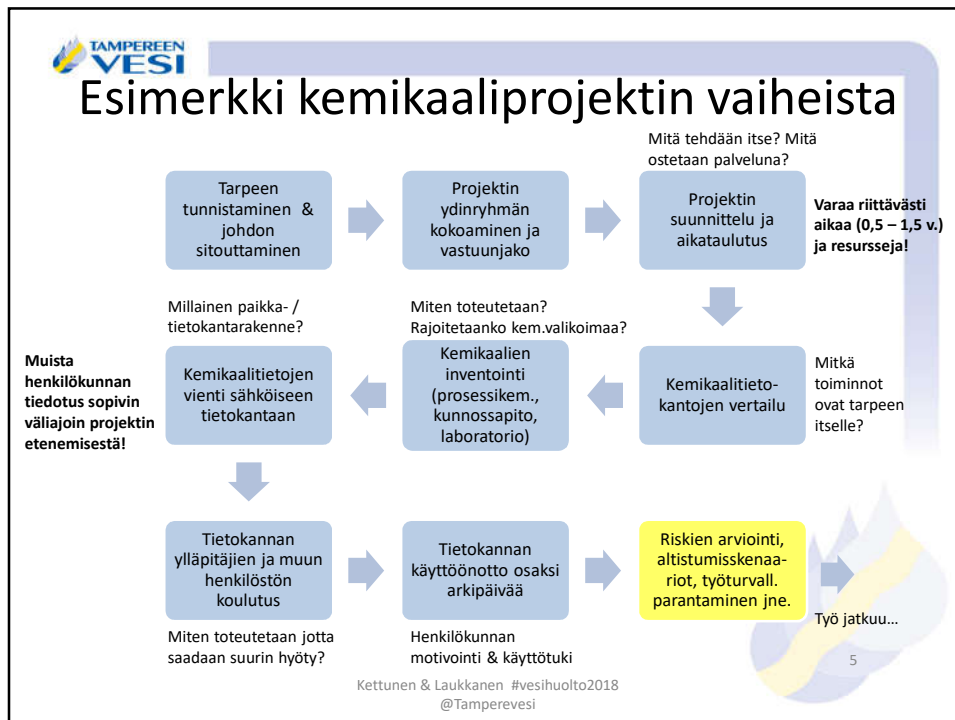 TAMPEREEN
VESI
Esimerkki kemikaaliprojektin vaiheista
Mitä tehdään itse? Mitä
ostetaan palveluna?
Tarpeen
tunnistaminen &
johdon
sitouttaminen
Projektin
ydinryhmän
kokoaminen ja
vastuunjako
Projektin
suunnittelu ja
aikataulutus
Varaa riittävästi
aikaa (0,5 – 1,5 v.)
ja resursseja!
Mitkä
toiminnot
ovat tarpeen
itselle?
Kemikaalitieto-
kantojen vertailu
Miten toteutetaan?
Rajoitetaanko kem.valikoimaa?
Kemikaalien
inventointi
(prosessikem.,
kunnossapito,
laboratorio)
Millainen paikka- /
tietokantarakenne?
Kemikaalitietojen
vienti sähköiseen
tietokantaan
Muista
henkilökunnan
tiedotus sopivin
väliajoin projektin
etenemisestä!
Tietokannan
ylläpitäjien ja muun
henkilöstön
koulutus
Miten toteutetaan jotta
saadaan suurin hyöty?
Tietokannan
käyttöönotto osaksi
arkipäivää
Henkilökunnan
motivointi & käyttötuki
Riskien arviointi,
altistumisskenaa-
riot, työturvall.
parantaminen jne.
Työ jatkuu…
5
Kettunen & Laukkanen #vesihuolto2018
@Tamperevesi